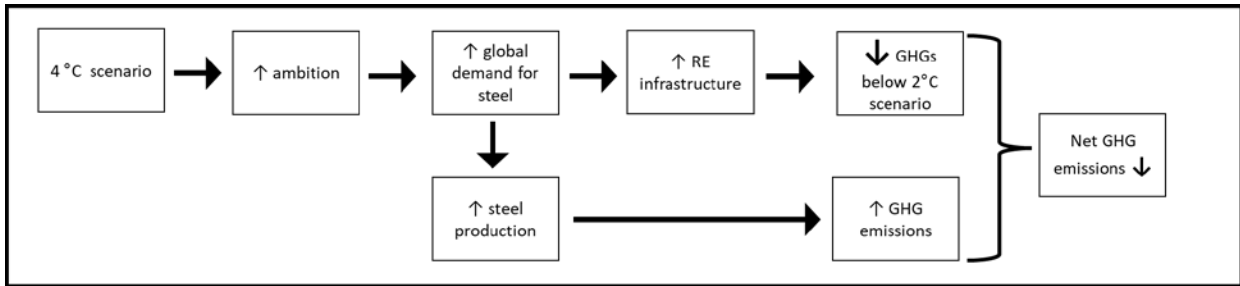 4 °C scenario
↑ ambition
↑ global
demand for
steel
↑ RE
infrastructure
↓ GHGs
below 2°C
scenario
Net GHG
emissions ↓
↑ steel
production
↑ GHG
emissions